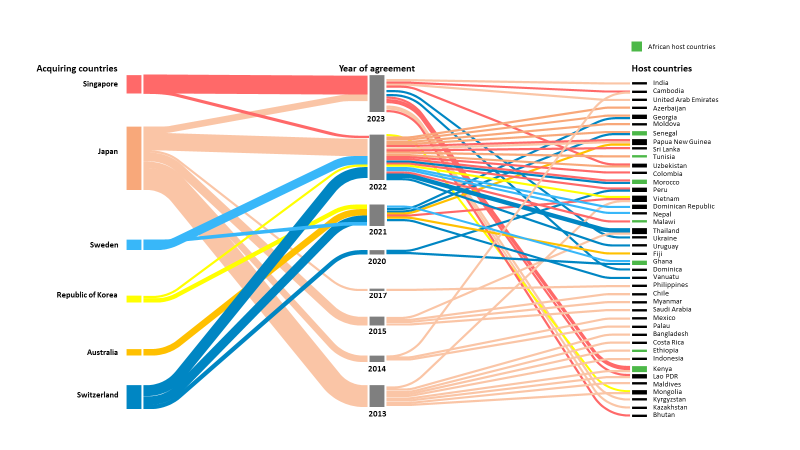 African host countries
Acquiring countries
Year of agreement
Host countries
Singapore
Japan
Sweden
Republic of Korea
Australia
Switzerland
2023
2022
2021
2020
2017
2015
2014
2013
India
Cambodia
United Arab Emirates
Azerbaijan
Georgia
Moldova
Senegal
Papua New Guinea
Sri Lanka
Tunisia
Uzbekistan
Colombia
Morocco
Peru
Vietnam
Dominican Republic
Nepal
Malawi
Thailand
Ukraine
Uruguay
Fiji
Ghana
Dominica
Vanuatu
Philippines
Chile
Myanmar
Saudi Arabia
Mexico
Palau
Bangladesh
Costa Rica
Ethiopia
Indonesia
Kenya
Lao PDR
Maldives
Mongolia
Kyrgyzstan
Kazakhstan
Bhutan